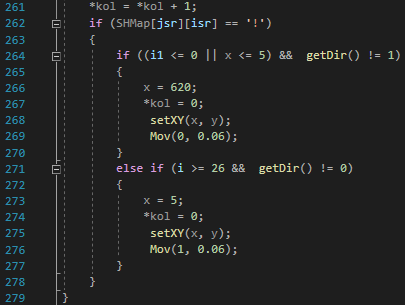 261 *kol = *kol + 1;
262 if (SHMap[jsr][isr] == '!')
263 {
264 if ((i1 <= 0 || x <= 5) && getDir() != 1)
265 {
266 x = 620;
267 *kol = 0;
268 setXY(x, y);
269 Mov(0, 0.06);
270 }
271 else if (i >= 26 && getDir() != 0)
272 {
273 x = 5;
274 *kol = 0;
275 setXY(x, y);
276 Mov(1, 0.06);
277 }
278 }
279 }